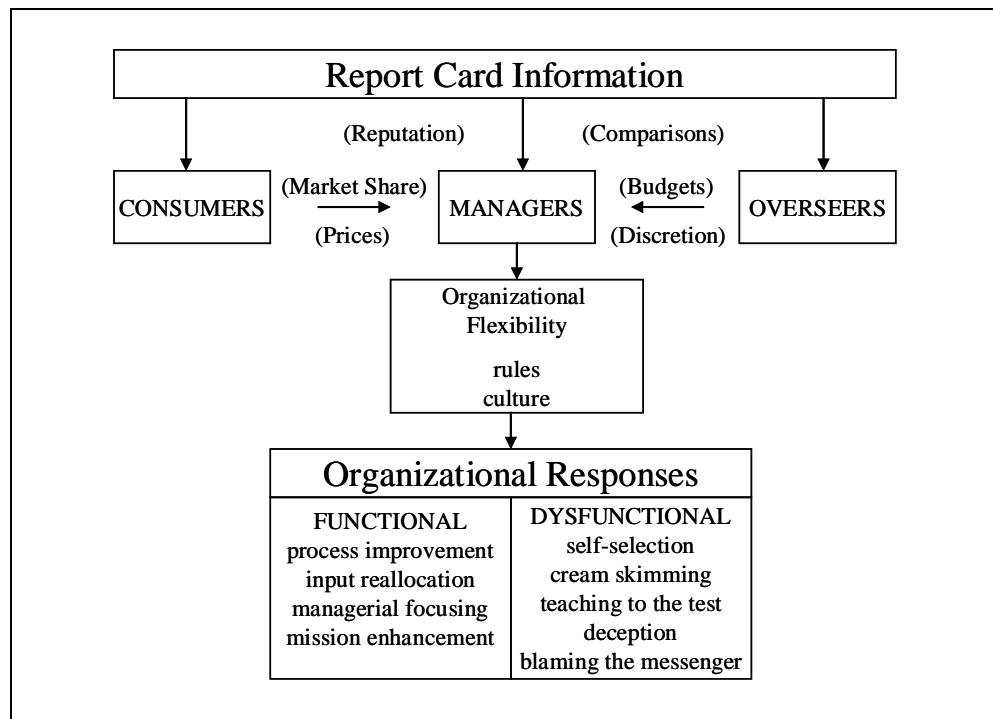 Report Card Information
(Reputation)
(Comparisons)
CONSUMERS
(Market Share)
(Prices)
MANAGERS
(Budgets)
(Discretion)
OVERSEERS
Organizational
Flexibility
rules
culture
Organizational Responses
FUNCTIONAL
process improvement
input reallocation
managerial focusing
mission enhancement
DYSFUNCTIONAL
self-selection
cream skimming
teaching to the test
deception
blaming the messenger